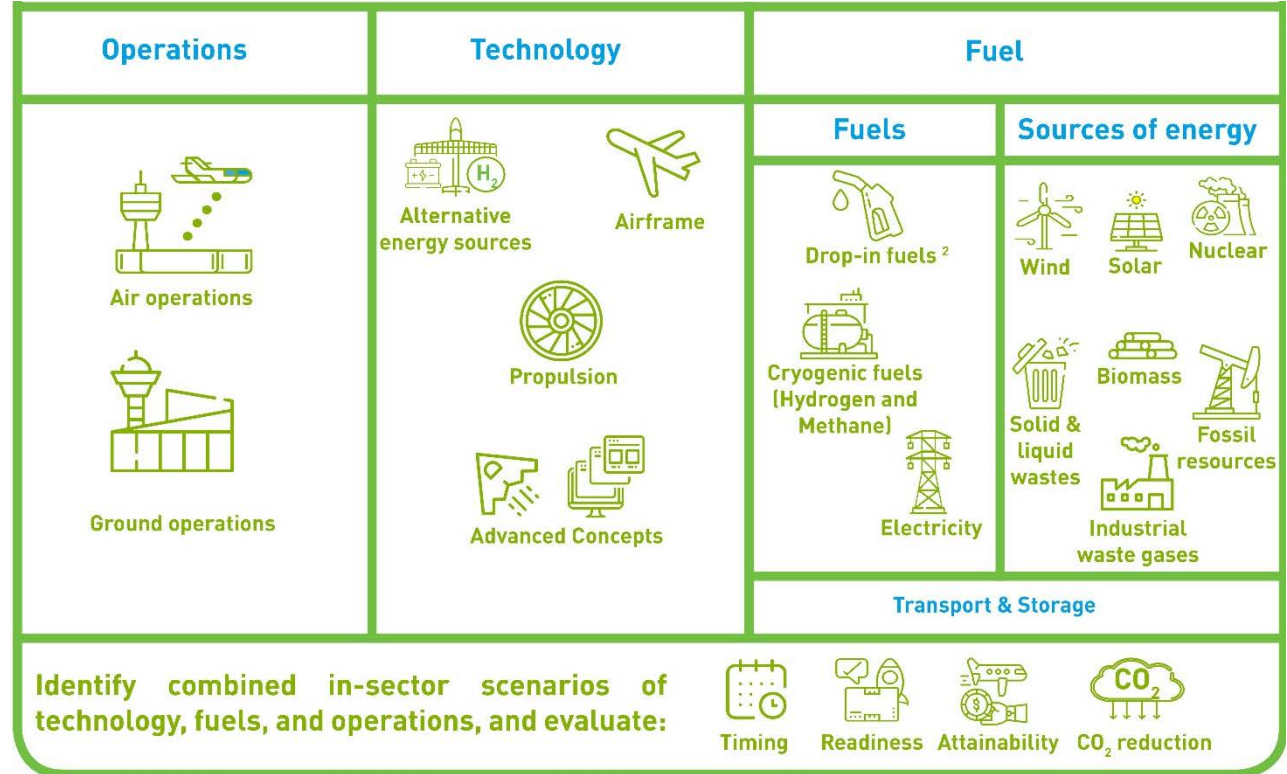 Operations
Technology
Fuel
Fuels
Sources of energy
Air operations
Ground operations
H₂
Alternative
energy sources
Airframe
Propulsion
Advanced Concepts
Drop-in fuels ²
Cryogenic fuels
(Hydrogen and
Methane)
Electricity
Wind
Solar
Nuclear
Solid &
liquid
wastes
Biomass
Fossil
resources
Industrial
waste gases
Transport & Storage
Identify combined in-sector scenarios of
technology, fuels, and operations, and evaluate:
Timing
Readiness
Attainability
CO₂
CO₂ reduction